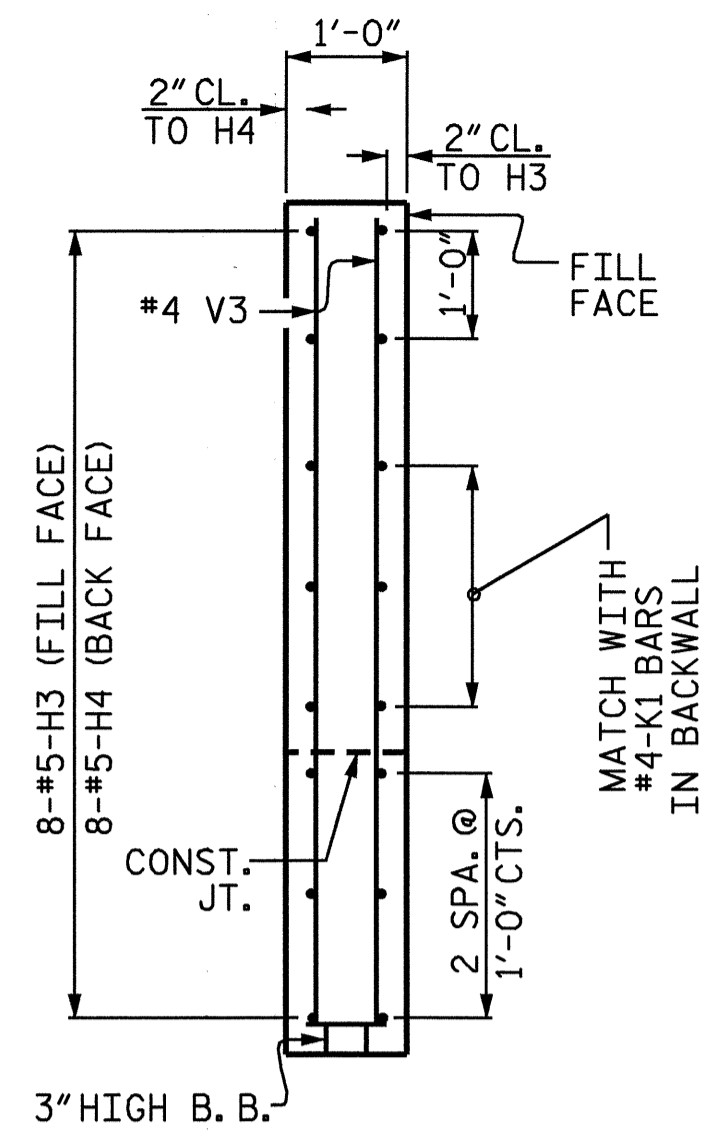 1'-0"
2" CL.
TO H4
2" CL.
TO H3
FILL
FACE
1'-0"
#4 V3
8-#5-H3 (FILL FACE)
8-#5-H4 (BACK FACE)
MATCH WITH
#4-K1 BARS
IN BACKWALL
CONST.
JT.
2 SPA. @
1'-0" CTS.
3" HIGH B. B.